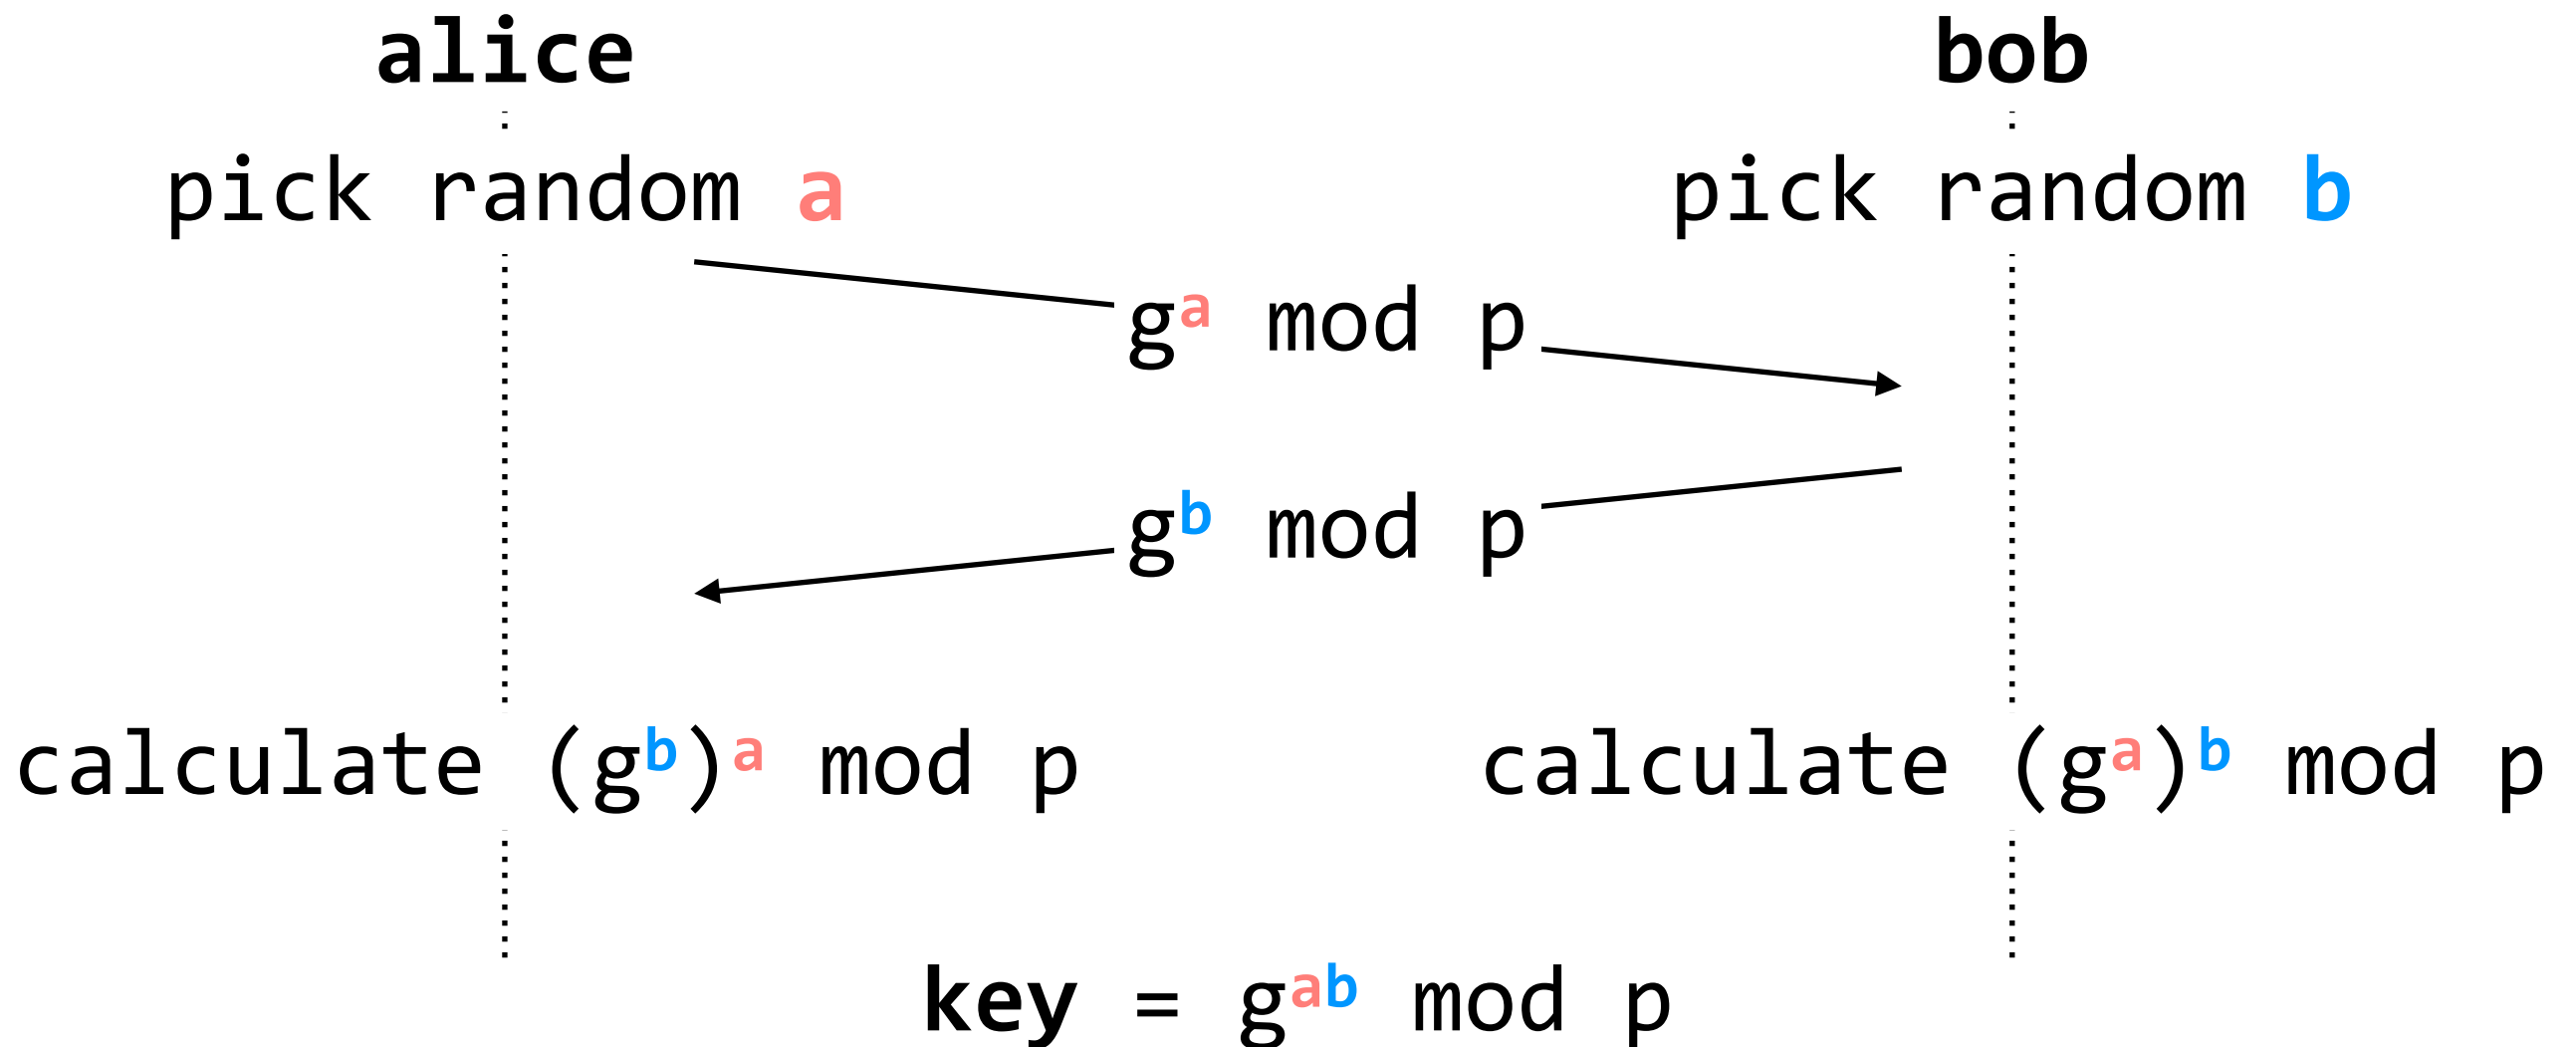 alice bob
pick random a pick random b
gᵃ mod p
gᵇ mod p
calculate (gᵇ)ᵃ mod p calculate (gᵃ)ᵇ mod p
key = gᵃᵇ mod p